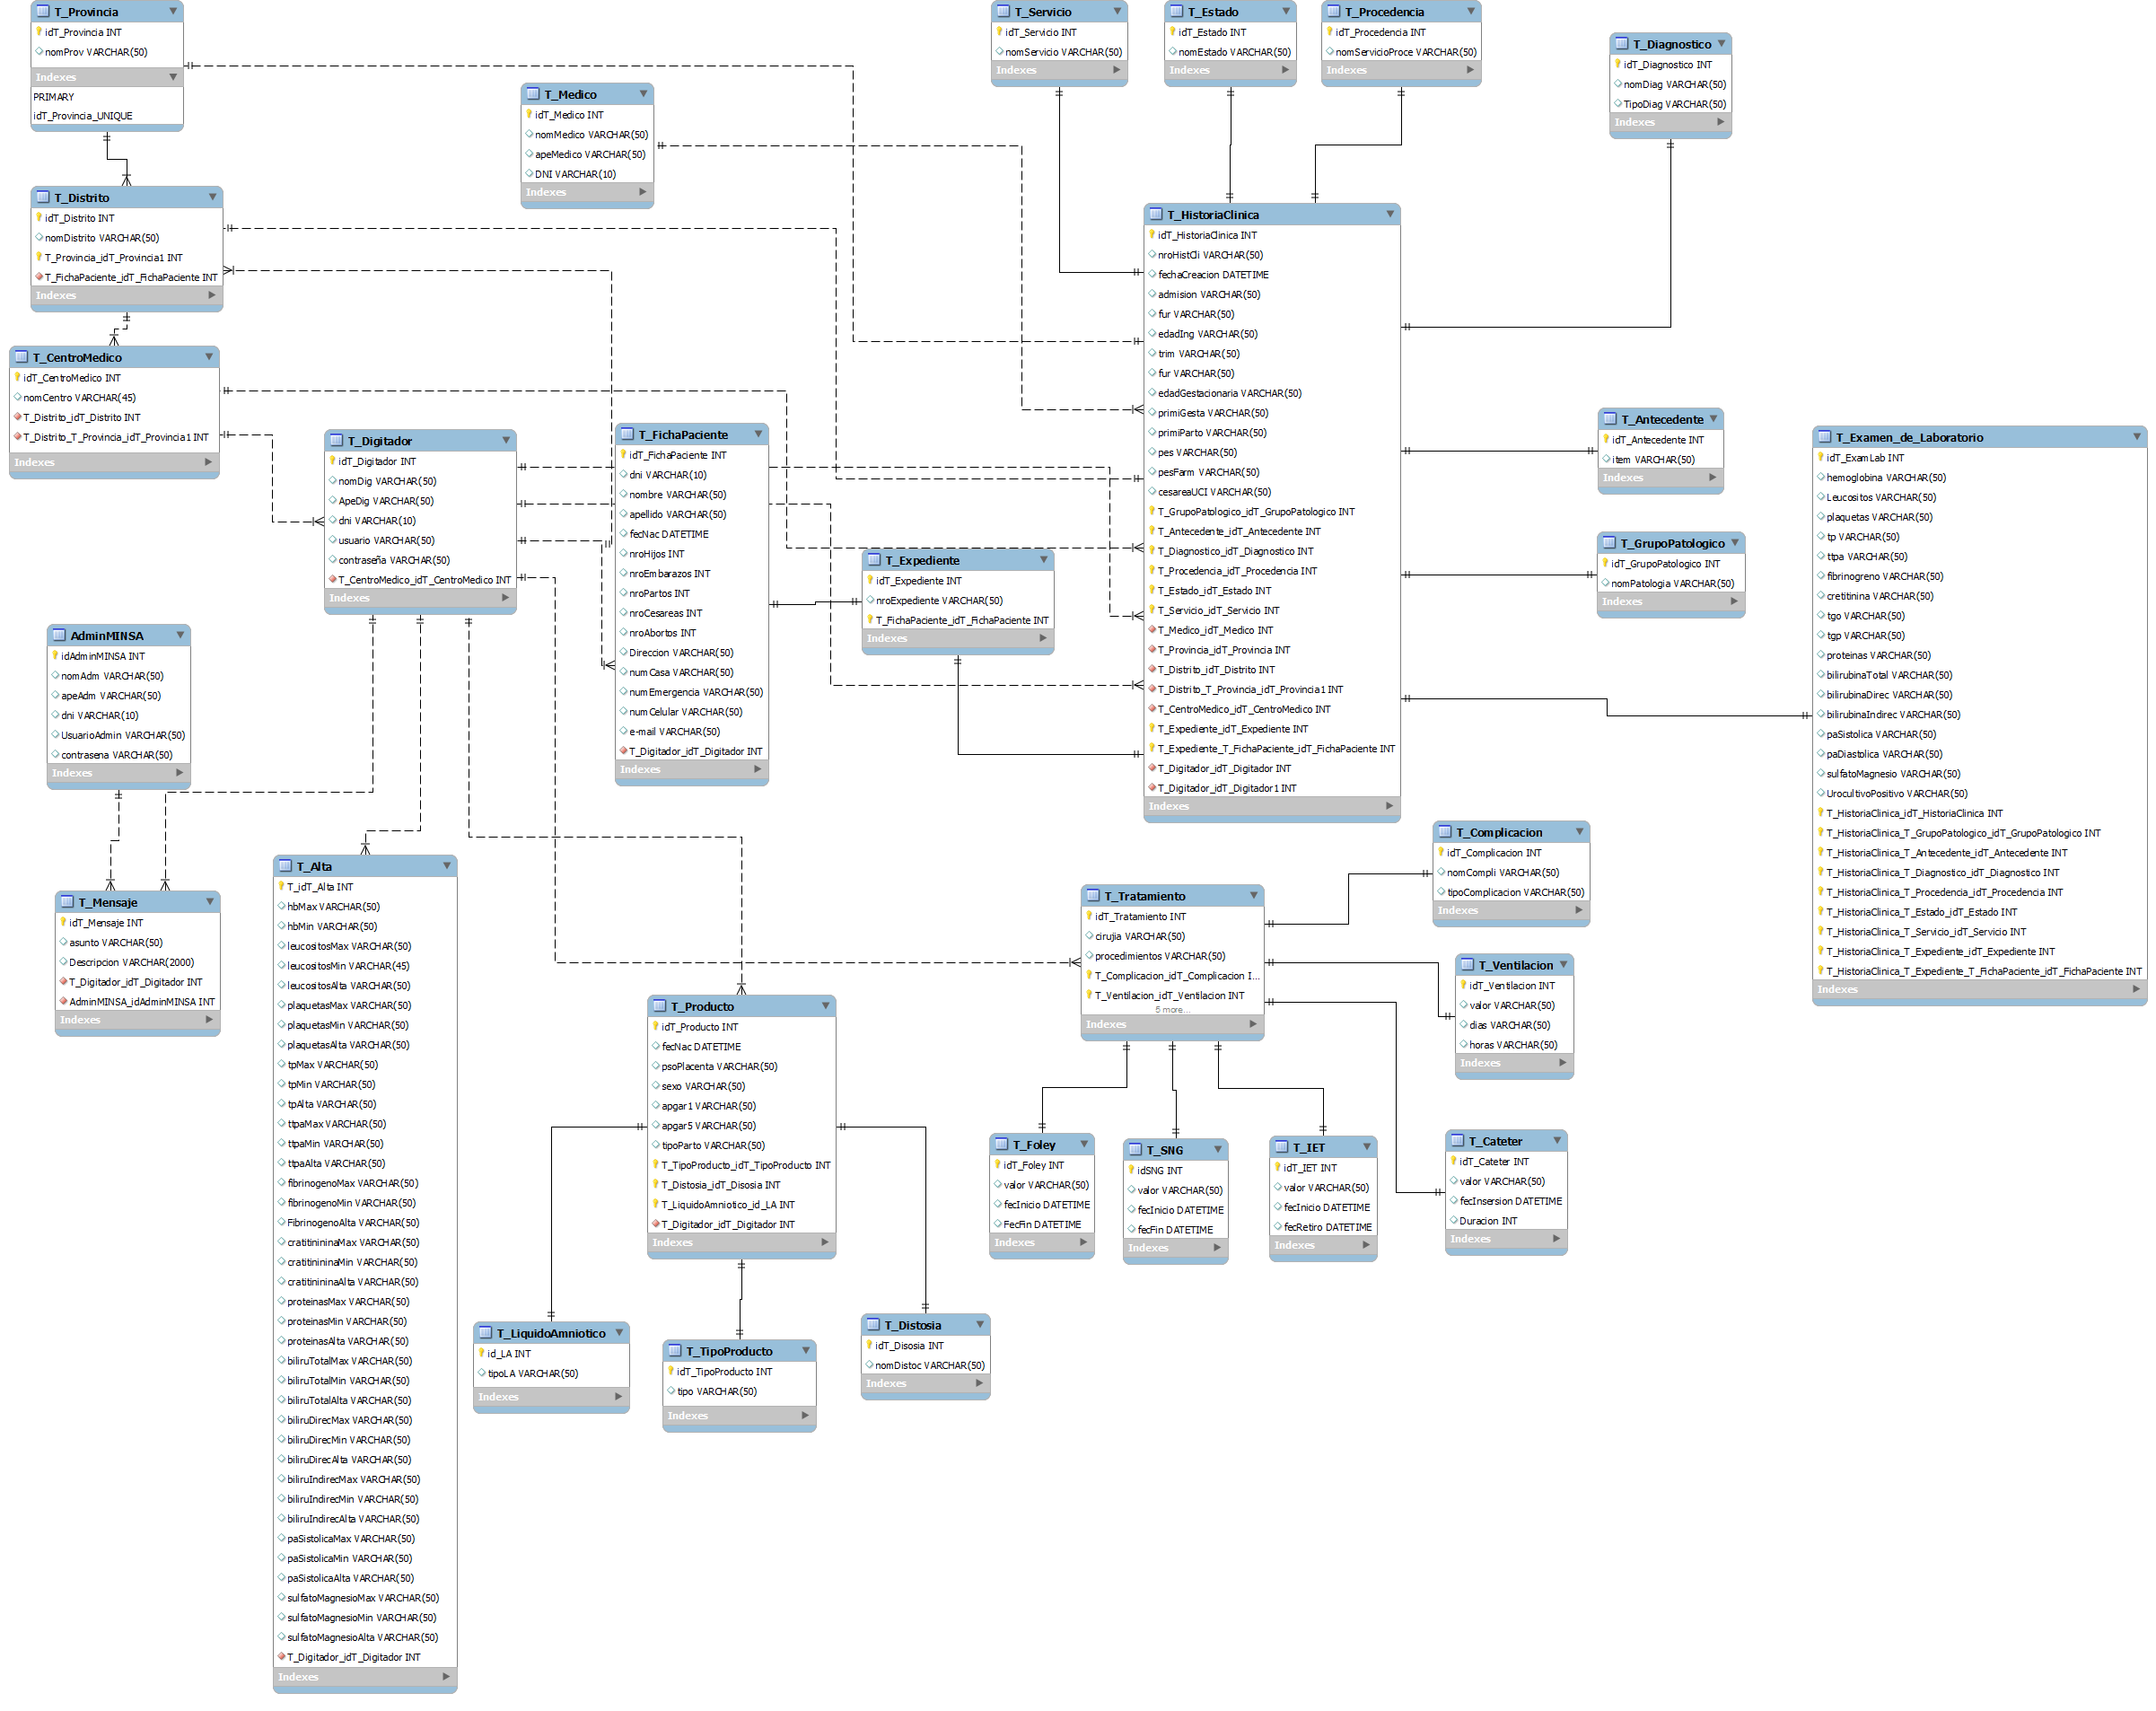 T_Provincia
idT_Provincia INT
nomProv VARCHAR(50)
Indexes
PRIMARY
idT_Provincia_UNIQUE
T_Servicio
idT_Servicio INT
nomServicio VARCHAR(50)
Indexes
T_Estado
idT_Estado INT
nomEstado VARCHAR(50)
Indexes
T_Procedencia
idT_Procedencia INT
nomServicioProce VARCHAR(50)
Indexes
T_Diagnostico
idT_Diagnostico INT
nomDiag VARCHAR(50)
TipoDiag VARCHAR(50)
Indexes
T_Medico
idT_Medico INT
nomMedico VARCHAR(50)
apeMedico VARCHAR(50)
DNI VARCHAR(10)
Indexes
T_Distrito
idT_Distrito INT
nomDistrito VARCHAR(50)
T_Provincia_idT_Provincia1 INT
T_FichaPaciente_idT_FichaPaciente INT
Indexes
T_CentroMedico
idT_CentroMedico INT
nomCentro VARCHAR(45)
T_Distrito_idT_Distrito INT
T_Distrito_T_Provincia_idT_Provincia1 INT
Indexes
T_Digitador
idT_Digitador INT
nomDig VARCHAR(50)
ApeDig VARCHAR(50)
dni VARCHAR(10)
usuario VARCHAR(50)
contraseña VARCHAR(50)
T_CentroMedico_idT_CentroMedico INT
Indexes
T_FichaPaciente
idT_FichaPaciente INT
dni VARCHAR(10)
nombre VARCHAR(50)
apellido VARCHAR(50)
fecNac DATETIME
nroHijos INT
nroEmbarazos INT
nroPartos INT
nroCesareas INT
nroAbortos INT
Direccion VARCHAR(50)
numCasa VARCHAR(50)
numEmergencia VARCHAR(50)
numCelular VARCHAR(50)
e-mail VARCHAR(50)
T_Digitador_idT_Digitador INT
Indexes
T_Expediente
idT_Expediente INT
nroExpediente VARCHAR(50)
T_FichaPaciente_idT_FichaPaciente INT
Indexes
T_HistoriaClinica
idT_HistoriaClinica INT
nroHistCli VARCHAR(50)
fechaCreacion DATETIME
admision VARCHAR(50)
fur VARCHAR(50)
edadIng VARCHAR(50)
trim VARCHAR(50)
fur VARCHAR(50)
edadGestacionaria VARCHAR(50)
primiGesta VARCHAR(50)
primiParto VARCHAR(50)
pes VARCHAR(50)
pesFarm VARCHAR(50)
cesareaUCI VARCHAR(50)
T_GrupoPatologico_idT_GrupoPatologico INT
T_Antecedente_idT_Antecedente INT
T_Diagnostico_idT_Diagnostico INT
T_Procedencia_idT_Procedencia INT
T_Estado_idT_Estado INT
T_Servicio_idT_Servicio INT
T_Medico_idT_Medico INT
T_Provincia_idT_Provincia INT
T_Distrito_idT_Distrito INT
T_Distrito_T_Provincia_idT_Provincia1 INT
T_CentroMedico_idT_CentroMedico INT
T_Expediente_idT_Expediente INT
T_Expediente_T_FichaPaciente_idT_FichaPaciente INT
T_Digitador_idT_Digitador INT
T_Digitador_idT_Digitador1 INT
Indexes
T_Antecedente
idT_Antecedente INT
item VARCHAR(50)
Indexes
T_GrupoPatologico
idT_GrupoPatologico INT
nomPatologia VARCHAR(50)
Indexes
T_Examen_de_Laboratorio
idT_ExamLab INT
hemoglobina VARCHAR(50)
Leucositos VARCHAR(50)
plaquetas VARCHAR(50)
tp VARCHAR(50)
ttpa VARCHAR(50)
fibrinogreno VARCHAR(50)
cretitinina VARCHAR(50)
tgo VARCHAR(50)
tgp VARCHAR(50)
proteinas VARCHAR(50)
bilirubinaTotal VARCHAR(50)
bilirubinaDirec VARCHAR(50)
bilirubinaIndirec VARCHAR(50)
paSistolica VARCHAR(50)
paDiastolica VARCHAR(50)
sulfatoMagnesio VARCHAR(50)
UrocultivoPositivo VARCHAR(50)
T_HistoriaClinica_idT_HistoriaClinica INT
T_HistoriaClinica_T_GrupoPatologico_idT_GrupoPatologico INT
T_HistoriaClinica_T_Antecedente_idT_Antecedente INT
T_HistoriaClinica_T_Diagnostico_idT_Diagnostico INT
T_HistoriaClinica_T_Procedencia_idT_Procedencia INT
T_HistoriaClinica_T_Estado_idT_Estado INT
T_HistoriaClinica_T_Servicio_idT_Servicio INT
T_HistoriaClinica_T_Expediente_idT_Expediente INT
T_HistoriaClinica_T_Expediente_T_FichaPaciente_idT_FichaPaciente INT
Indexes
AdminMINSA
idAdminMINSA INT
nomAdm VARCHAR(50)
apeAdm VARCHAR(50)
dni VARCHAR(10)
UsuarioAdmin VARCHAR(50)
contrasena VARCHAR(50)
Indexes
T_Mensaje
idT_Mensaje INT
asunto VARCHAR(50)
Descripcion VARCHAR(2000)
T_Digitador_idT_Digitador INT
AdminMINSA_idAdminMINSA INT
Indexes
T_Alta
T_idT_Alta INT
hbMax VARCHAR(50)
hbMin VARCHAR(50)
leucositosMax VARCHAR(50)
leucositosMin VARCHAR(45)
leucositosAlta VARCHAR(50)
plaquetasMax VARCHAR(50)
plaquetasMin VARCHAR(50)
plaquetasAlta VARCHAR(50)
tpMax VARCHAR(50)
tpMin VARCHAR(50)
tpAlta VARCHAR(50)
ttpaMax VARCHAR(50)
ttpaMin VARCHAR(50)
ttpaAlta VARCHAR(50)
fibrinogenoMax VARCHAR(50)
fibrinogenoMin VARCHAR(50)
FibrinogenoAlta VARCHAR(50)
cratitinininaMax VARCHAR(50)
cratitinininaMin VARCHAR(50)
cratitinininaAlta VARCHAR(50)
proteinasMax VARCHAR(50)
proteinasMin VARCHAR(50)
proteinasAlta VARCHAR(50)
biliruTotalMax VARCHAR(50)
biliruTotalMin VARCHAR(50)
biliruTotalAlta VARCHAR(50)
biliruDirecMax VARCHAR(50)
biliruDirecMin VARCHAR(50)
biliruDirecAlta VARCHAR(50)
biliruIndirecMax VARCHAR(50)
biliruIndirecMin VARCHAR(50)
biliruIndirecAlta VARCHAR(50)
paSistolicaMax VARCHAR(50)
paSistolicaMin VARCHAR(50)
paSistolicaAlta VARCHAR(50)
sulfatoMagnesioMax VARCHAR(50)
sulfatoMagnesioMin VARCHAR(50)
sulfatoMagnesioAlta VARCHAR(50)
T_Digitador_idT_Digitador INT
Indexes
T_Producto
idT_Producto INT
fecNac DATETIME
psoPlacenta VARCHAR(50)
sexo VARCHAR(50)
apgar1 VARCHAR(50)
apgar5 VARCHAR(50)
tipoParto VARCHAR(50)
T_TipoProducto_idT_TipoProducto INT
T_Distosia_idT_Disosia INT
T_LiquidoAmniotico_id_LA INT
T_Digitador_idT_Digitador INT
Indexes
T_LiquidoAmniotico
id_LA INT
tipoLA VARCHAR(50)
Indexes
T_TipoProducto
idT_TipoProducto INT
tipo VARCHAR(50)
Indexes
T_Distosia
idT_Disosia INT
nomDistoc VARCHAR(50)
Indexes
T_Tratamiento
idT_Tratamiento INT
cirujia VARCHAR(50)
procedimientos VARCHAR(50)
T_Complicacion_idT_Complicacion I...
T_Ventilacion_idT_Ventilacion INT
5 more...
Indexes
T_Complicacion
idT_Complicacion INT
nomCompli VARCHAR(50)
tipoComplicacion VARCHAR(50)
Indexes
T_Ventilacion
idT_Ventilacion INT
valor VARCHAR(50)
dias VARCHAR(50)
horas VARCHAR(50)
Indexes
T_Foley
idT_Foley INT
valor VARCHAR(50)
fecInicio DATETIME
FecFin DATETIME
Indexes
T_SNG
idSNG INT
valor VARCHAR(50)
fecInicio DATETIME
fecFin DATETIME
Indexes
T_IET
idT_IET INT
valor VARCHAR(50)
fecInicio DATETIME
fecRetiro DATETIME
Indexes
T_Cateter
idT_Cateter INT
valor VARCHAR(50)
fecInsersion DATETIME
Duracion INT
Indexes